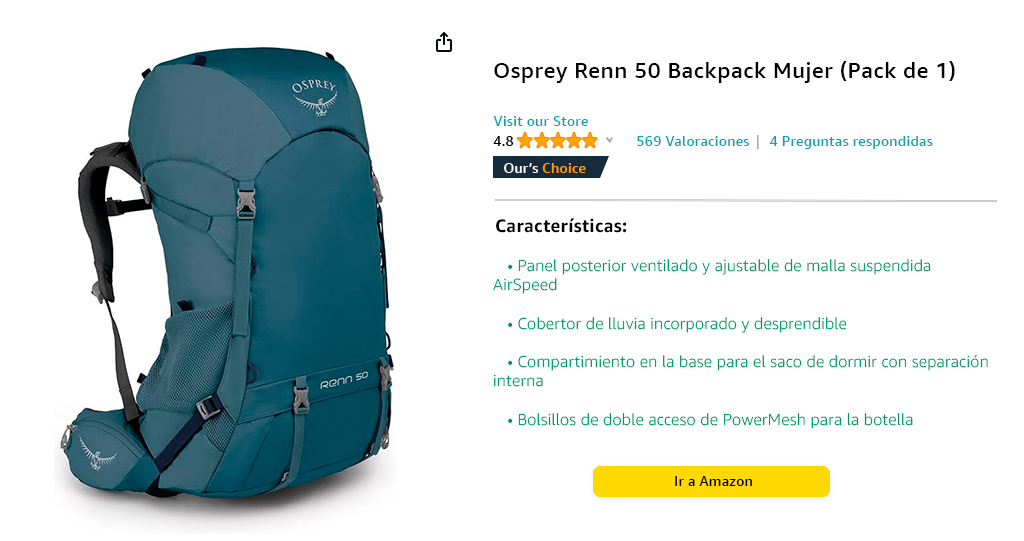 OSPREY
Renn 50
Osprey Renn 50 Backpack Mujer (Pack de 1)
Visit our Store
4.8 569 Valoraciones | 4 Preguntas respondidas
Our's Choice
Características:
• Panel posterior ventilado y ajustable de malla suspendida
AirSpeed
• Cobertor de lluvia incorporado y desprendible
• Compartimiento en la base para el saco de dormir con separación
interna
• Bolsillos de doble acceso de PowerMesh para la botella
Ir a Amazon